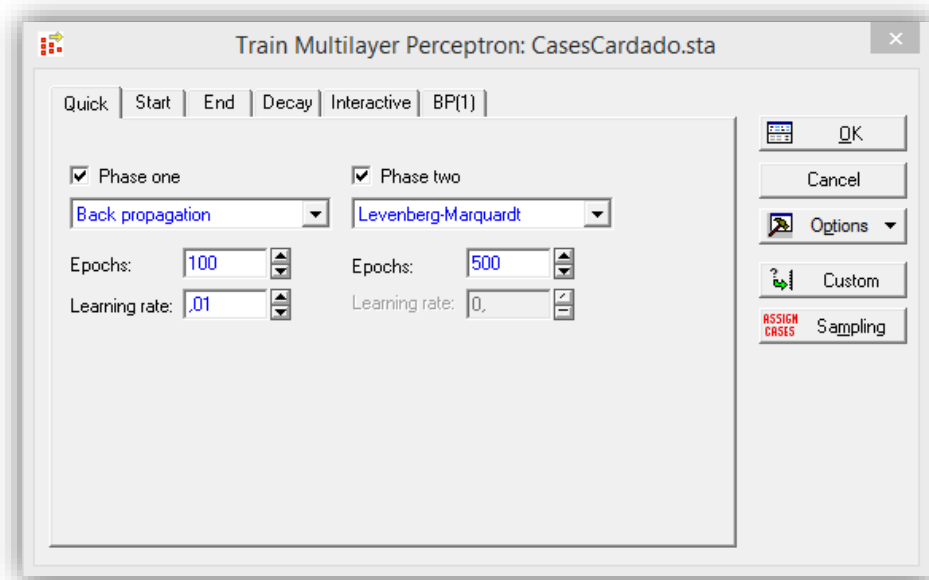 Train Multilayer Perceptron: CasesCardado.sta
Quick Start End Decay Interactive BP(1)
Phase one
Phase two
Back propagation
Levenberg-Marquardt
Epochs: 100
Epochs: 500
Learning rate: ,01
Learning rate: 0,
OK
Cancel
Options
Custom
ASSIGN CASES Sampling